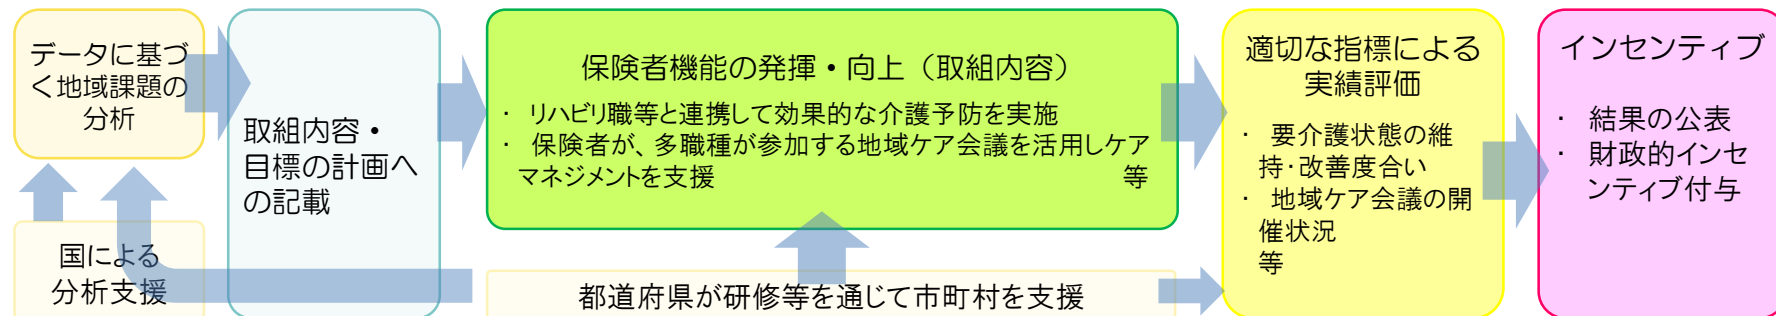 データに基づ
く地域課題の
分析
国による
分析支援
取組内容・
目標の計画へ
の記載
保険者機能の発揮・向上（取組内容）
・ リハビリ職等と連携して効果的な介護予防を実施
・ 保険者が、多職種が参加する地域ケア会議を活用しケア
マネジメントを支援 等
都道府県が研修等を通じて市町村を支援
適切な指標による
実績評価
・ 要介護状態の維
持・改善度合い
・ 地域ケア会議の開
催状況
等
インセンティブ
・ 結果の公表
・ 財政的インセ
ンティブ付与